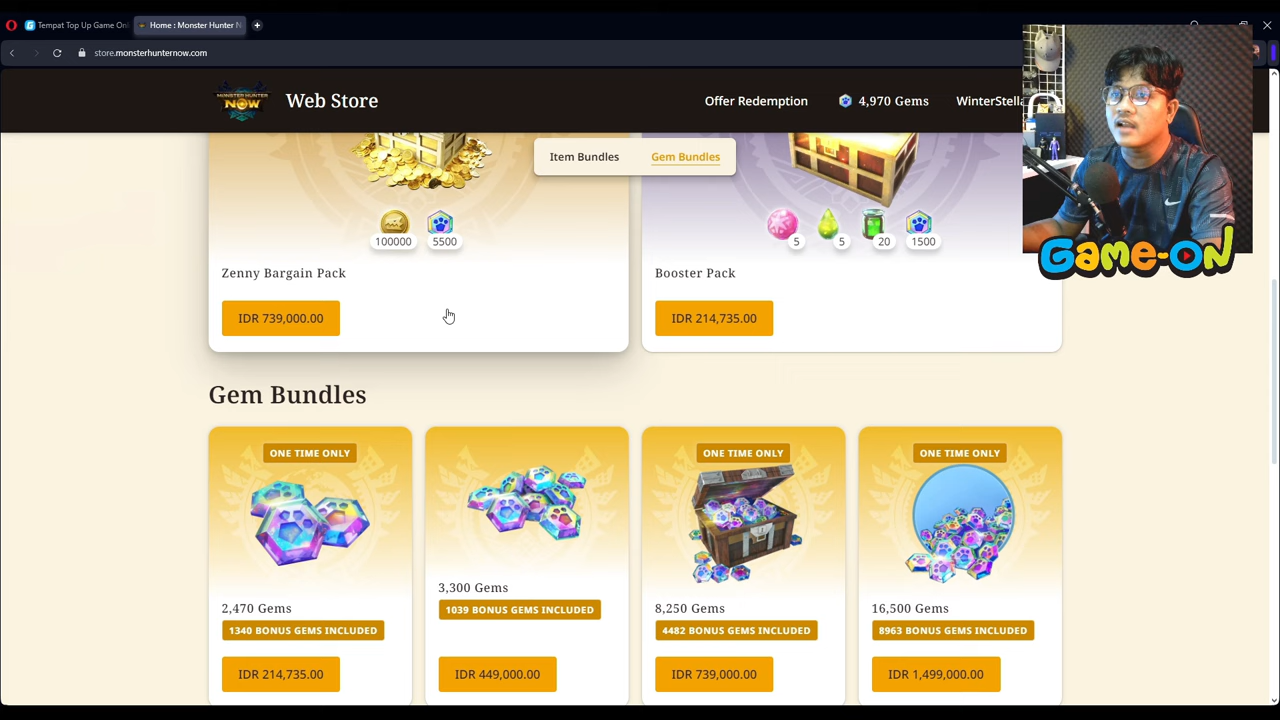 Tempat Top Up Game On
Home : Monster Hunter N
store.monsterhunternow.com
MONSTER HUNTER
NOW
Web Store
Offer Redemption
4,970 Gems
Item Bundles
Gem Bundles
GAME-ON
100000
5500
5
5
20
1500
Zenny Bargain Pack
Booster Pack
IDR 739,000.00
IDR 214,735.00
Gem Bundles
ONE TIME ONLY
ONE TIME ONLY
ONE TIME ONLY
2,470 Gems
1340 BONUS GEMS INCLUDED
3,300 Gems
1039 BONUS GEMS INCLUDED
8,250 Gems
4482 BONUS GEMS INCLUDED
16,500 Gems
8963 BONUS GEMS INCLUDED
IDR 214,735.00
IDR 449,000.00
IDR 739,000.00
IDR 1,499,000.00